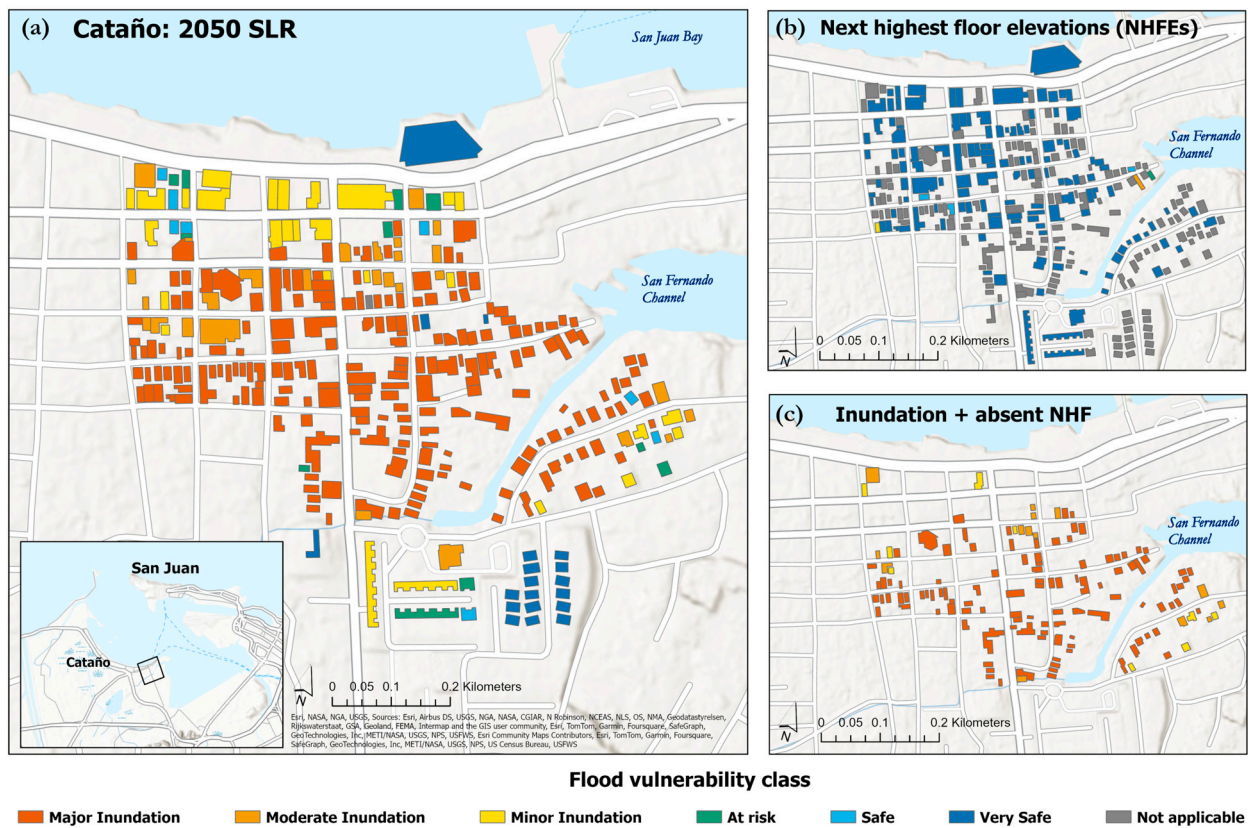 (a) Cataño: 2050 SLR
San Juan Bay
San Fernando
Channel
San Juan
Cataño
N
0 0.05 0.1 0.2 Kilometers
Esri, NASA, NGA, USGS, Sources: Esri, Airbus DS, USGS, NGA, NASA, CGIAR, N Robinson, NCEAS, NLS, OS, NMA, Geodatastyrelsen,
Rijkswaterstaat, GSA, Geoland, FEMA, Intermap and the GIS user community, Esri, TomTom, Garmin, Foursquare, SafeGraph,
GeoTechnologies, Inc, METI/NASA, USGS, NPS, USFWS, Esri Community Maps Contributors, Esri, TomTom, Garmin, Foursquare,
SafeGraph, GeoTechnologies, Inc, METI/NASA, USGS, NPS, US Census Bureau, USFWS
(b) Next highest floor elevations (NHFEs)
San Fernando
Channel
N
0 0.05 0.1 0.2 Kilometers
(c) Inundation + absent NHF
San Fernando
Channel
N
0 0.05 0.1 0.2 Kilometers
Flood vulnerability class
Major Inundation Moderate Inundation Minor Inundation At risk Safe Very Safe Not applicable